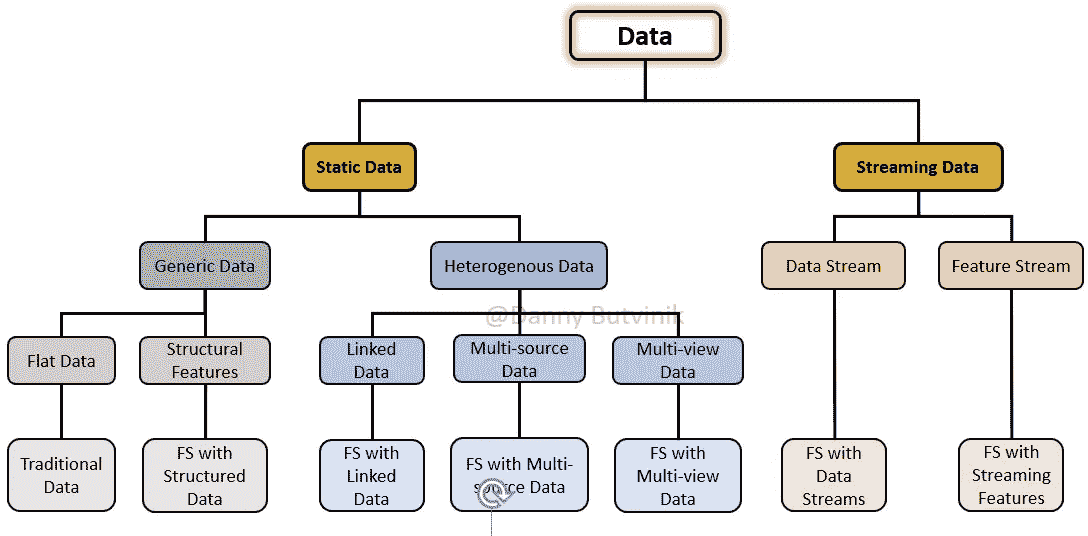 Data
Static Data
Streaming Data
Generic Data
Heterogenous Data
Data Stream
Feature Stream
@Danny Butvinik
Flat Data
Structural
Features
Linked
Data
Multi-source
Data
Multi-view
Data
Traditional
Data
FS with
Structured
Data
FS with
Linked
Data
FS with Multi-
source Data
FS with
Multi-view
Data
FS with
Data
Streams
FS with
Streaming
Features